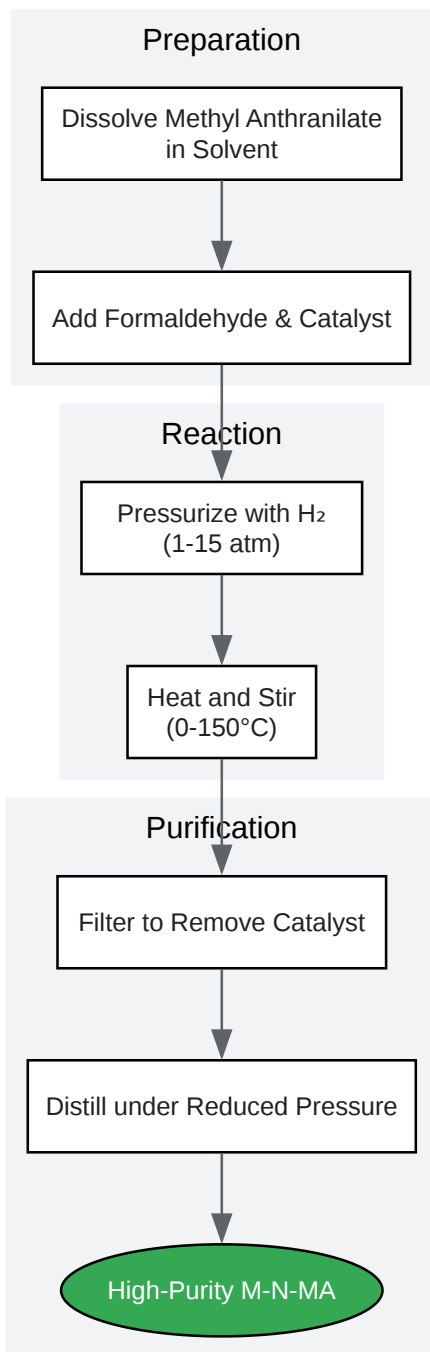 Preparation
Dissolve Methyl Anthranilate
in Solvent
Add Formaldehyde & Catalyst
Reaction
Pressurize with H₂
(1-15 atm)
Heat and Stir
(0-150°C)
Purification
Filter to Remove Catalyst
Distill under Reduced Pressure
High-Purity M-N-MA